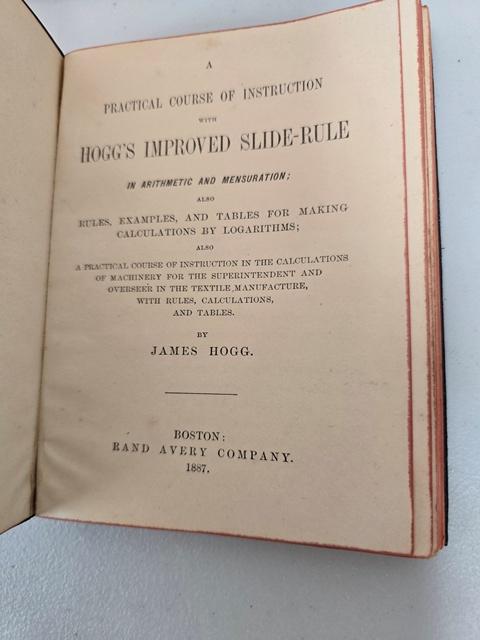 A
PRACTICAL COURSE OF INSTRUCTION
WITH
HOGG'S IMPROVED SLIDE-RULE
IN ARITHMETIC AND MENSURATION;
ALSO
RULES, EXAMPLES, AND TABLES FOR MAKING
CALCULATIONS BY LOGARITHMS;
ALSO
A PRACTICAL COURSE OF INSTRUCTION IN THE CALCULATIONS
OF MACHINERY FOR THE SUPERINTENDENT AND
OVERSEER IN THE TEXTILE MANUFACTURE,
WITH RULES, CALCULATIONS,
AND TABLES.
BY
JAMES HOGG.
BOSTON:
RAND AVERY COMPANY.
1887.